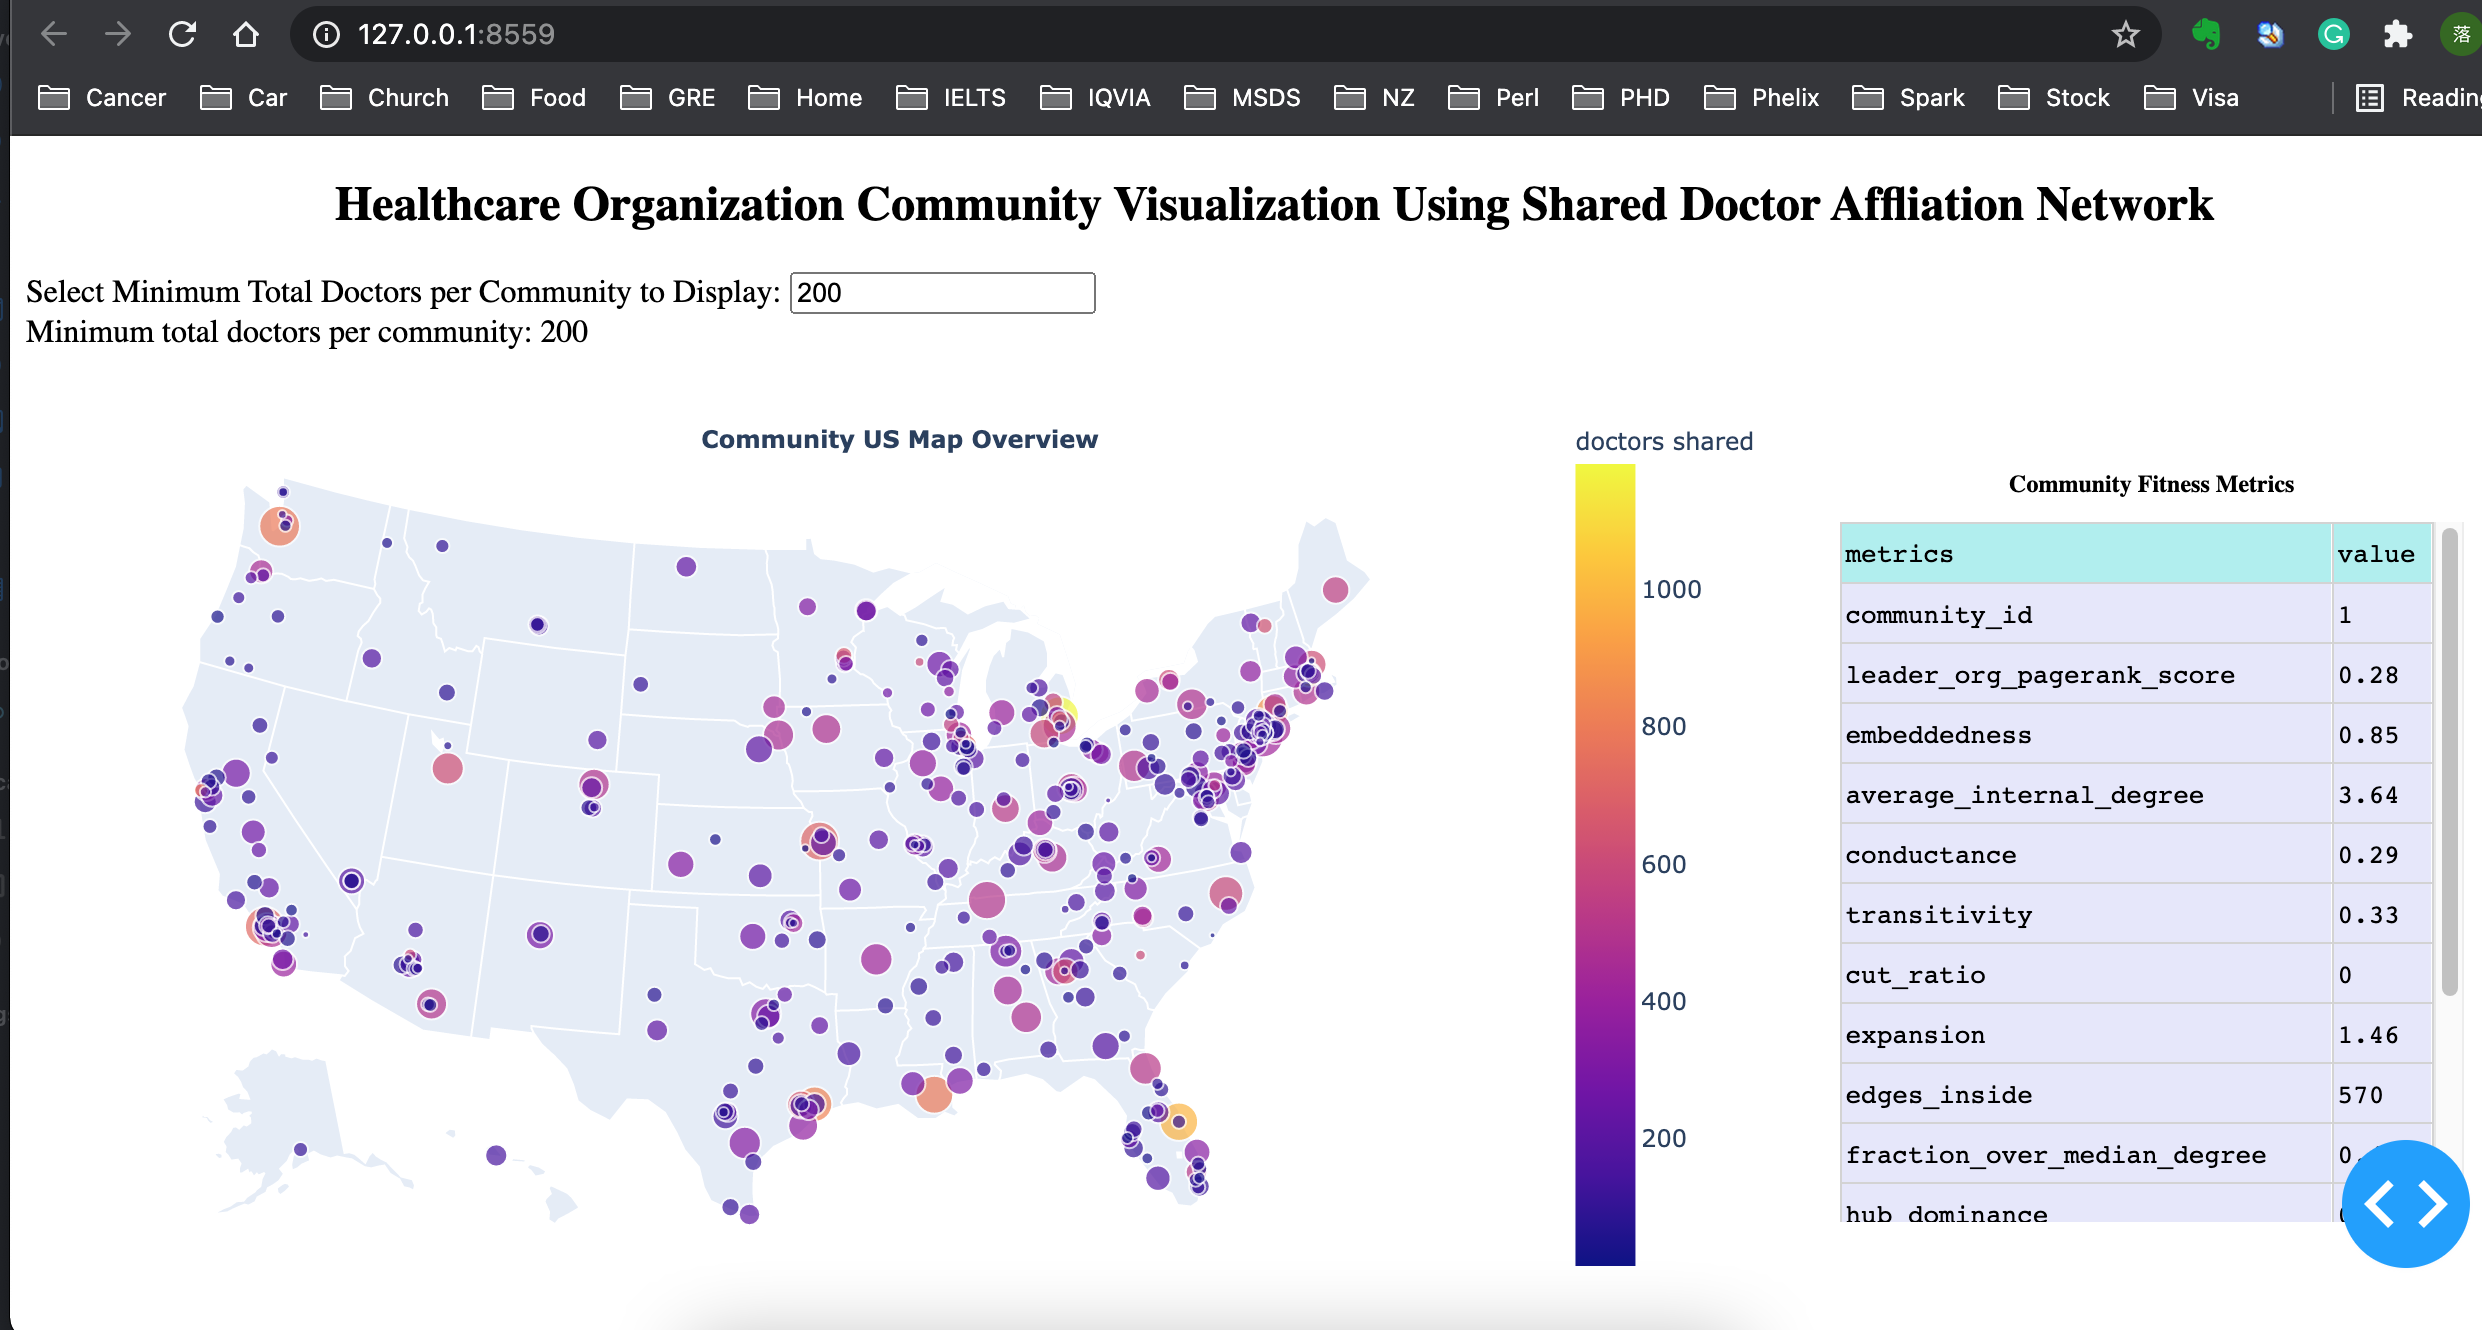 127.0.0.1:8559
落
Cancer Car Church Food GRE Home IELTS IQVIA MSDS NZ Perl PHD Phelix Spark Stock Visa
Healthcare Organization Community Visualization Using Shared Doctor Affliation Network
Select Minimum Total Doctors per Community to Display: 200
Minimum total doctors per community: 200
Community US Map Overview
doctors shared
1000
800
600
400
200
Community Fitness Metrics
metrics value
community_id 1
leader_org_pagerank_score 0.28
embeddedness 0.85
average_internal_degree 3.64
conductance 0.29
transitivity 0.33
cut_ratio 0
expansion 1.46
edges_inside 570
fraction_over_median_degree
hub_dominance